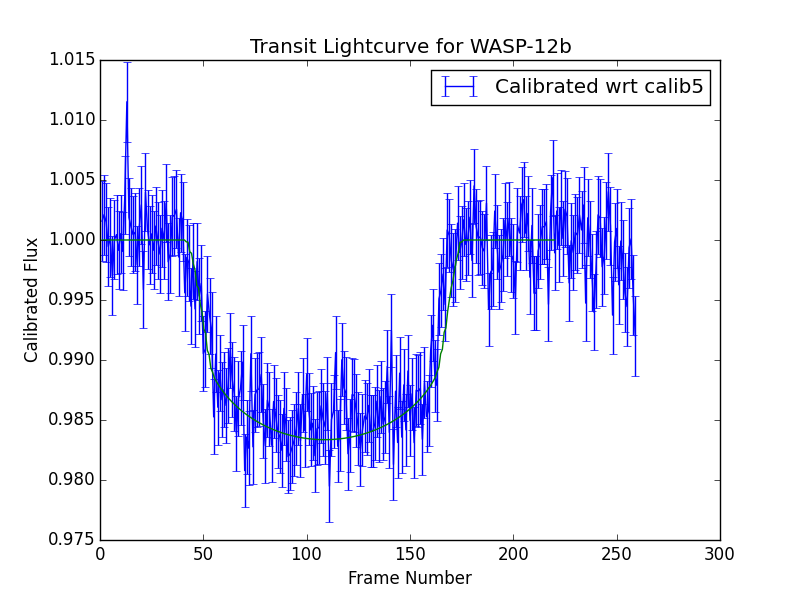 Transit Lightcurve for WASP-12b
Calibrated wrt calib5
1.015
1.010
1.005
1.000
0.995
0.990
0.985
0.980
0.975
Calibrated Flux
0 50 100 150 200 250 300
Frame Number